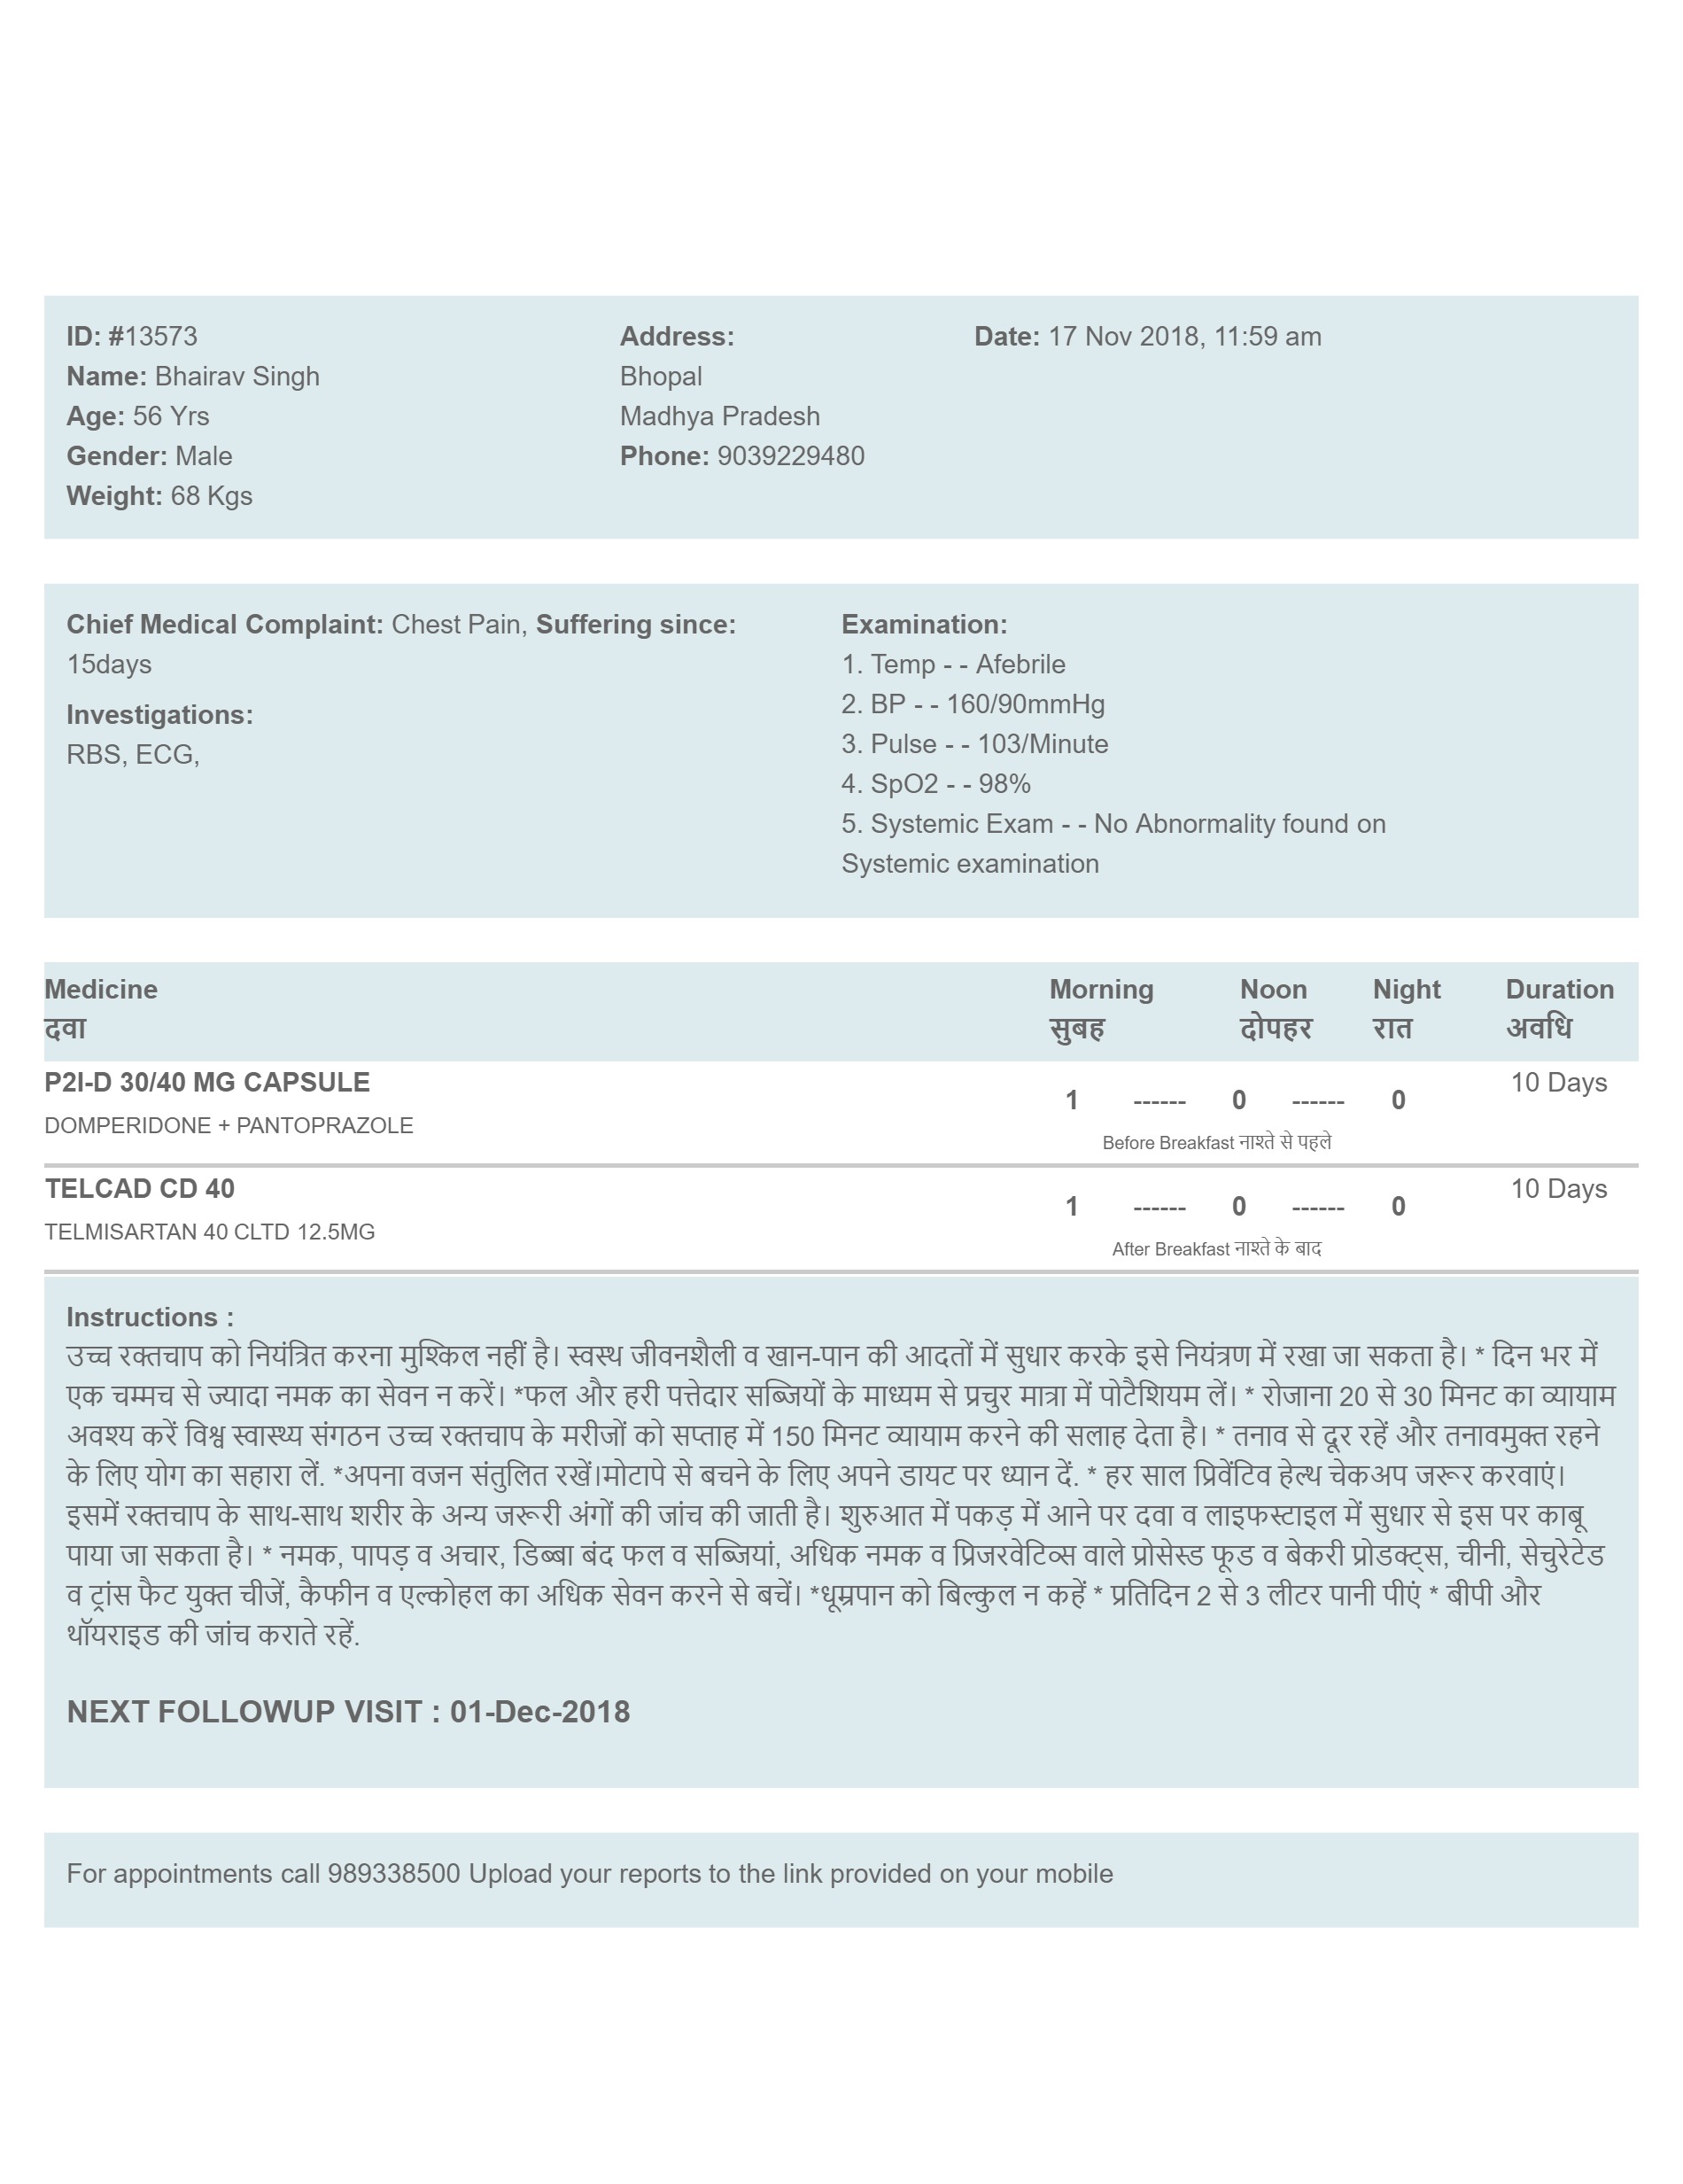 ID: #13573
Name: Bhairav Singh
Age: 56 Yrs
Gender: Male
Weight: 68 Kgs
Address:
Bhopal
Madhya Pradesh
Phone: 9039229480
Date: 17 Nov 2018, 11:59 am
Chief Medical Complaint: Chest Pain, Suffering since:
15days
Investigations:
RBS, ECG,
Examination:
1. Temp - - Afebrile
2. BP - - 160/90mmHg
3. Pulse - - 103/Minute
4. SpO2 - - 98%
5. Systemic Exam - - No Abnormality found on
Systemic examination
Medicine Morning Noon Night Duration
दवा सुबह दोपहर रात अवधि
P2I-D 30/40 MG CAPSULE 1 ------ 0 ------ 0 10 Days
DOMPERIDONE + PANTOPRAZOLE
Before Breakfast नाश्ते से पहले
TELCAD CD 40 1 ------ 0 ------ 0 10 Days
TELMISARTAN 40 CLTD 12.5MG
After Breakfast नाश्ते के बाद
Instructions :
उच्च रक्तचाप को नियंत्रित करना मुश्किल नहीं है। स्वस्थ जीवनशैली व खान-पान की आदतों में सुधार करके इसे नियंत्रण में रखा जा सकता है। * दिन भर में
एक चम्मच से ज्यादा नमक का सेवन न करें। *फल और हरी पत्तेदार सब्जियों के माध्यम से प्रचुर मात्रा में पोटैशियम लें। * रोजाना 20 से 30 मिनट का व्यायाम
अवश्य करें विश्व स्वास्थ्य संगठन उच्च रक्तचाप के मरीजों को सप्ताह में 150 मिनट व्यायाम करने की सलाह देता है। * तनाव से दूर रहें और तनावमुक्त रहने
के लिए योग का सहारा लें. *अपना वजन संतुलित रखें।मोटापे से बचने के लिए अपने डायट पर ध्यान दें. * हर साल प्रिवेंटिव हेल्थ चेकअप जरूर करवाएं।
इसमें रक्तचाप के साथ-साथ शरीर के अन्य जरूरी अंगों की जांच की जाती है। शुरुआत में पकड़ में आने पर दवा व लाइफस्टाइल में सुधार से इस पर काबू
पाया जा सकता है। * नमक, पापड़ व अचार, डिब्बा बंद फल व सब्जियां, अधिक नमक व प्रिजरवेटिव्स वाले प्रोसेस्ड फूड व बेकरी प्रोडक्ट्स, चीनी, सेचुरेटेड
व ट्रांस फैट युक्त चीजें, कैफीन व एल्कोहल का अधिक सेवन करने से बचें। *धूम्रपान को बिल्कुल न कहें * प्रतिदिन 2 से 3 लीटर पानी पीएं * बीपी और
थॉयराइड की जांच कराते रहें.
NEXT FOLLOWUP VISIT : 01-Dec-2018
For appointments call 989338500 Upload your reports to the link provided on your mobile